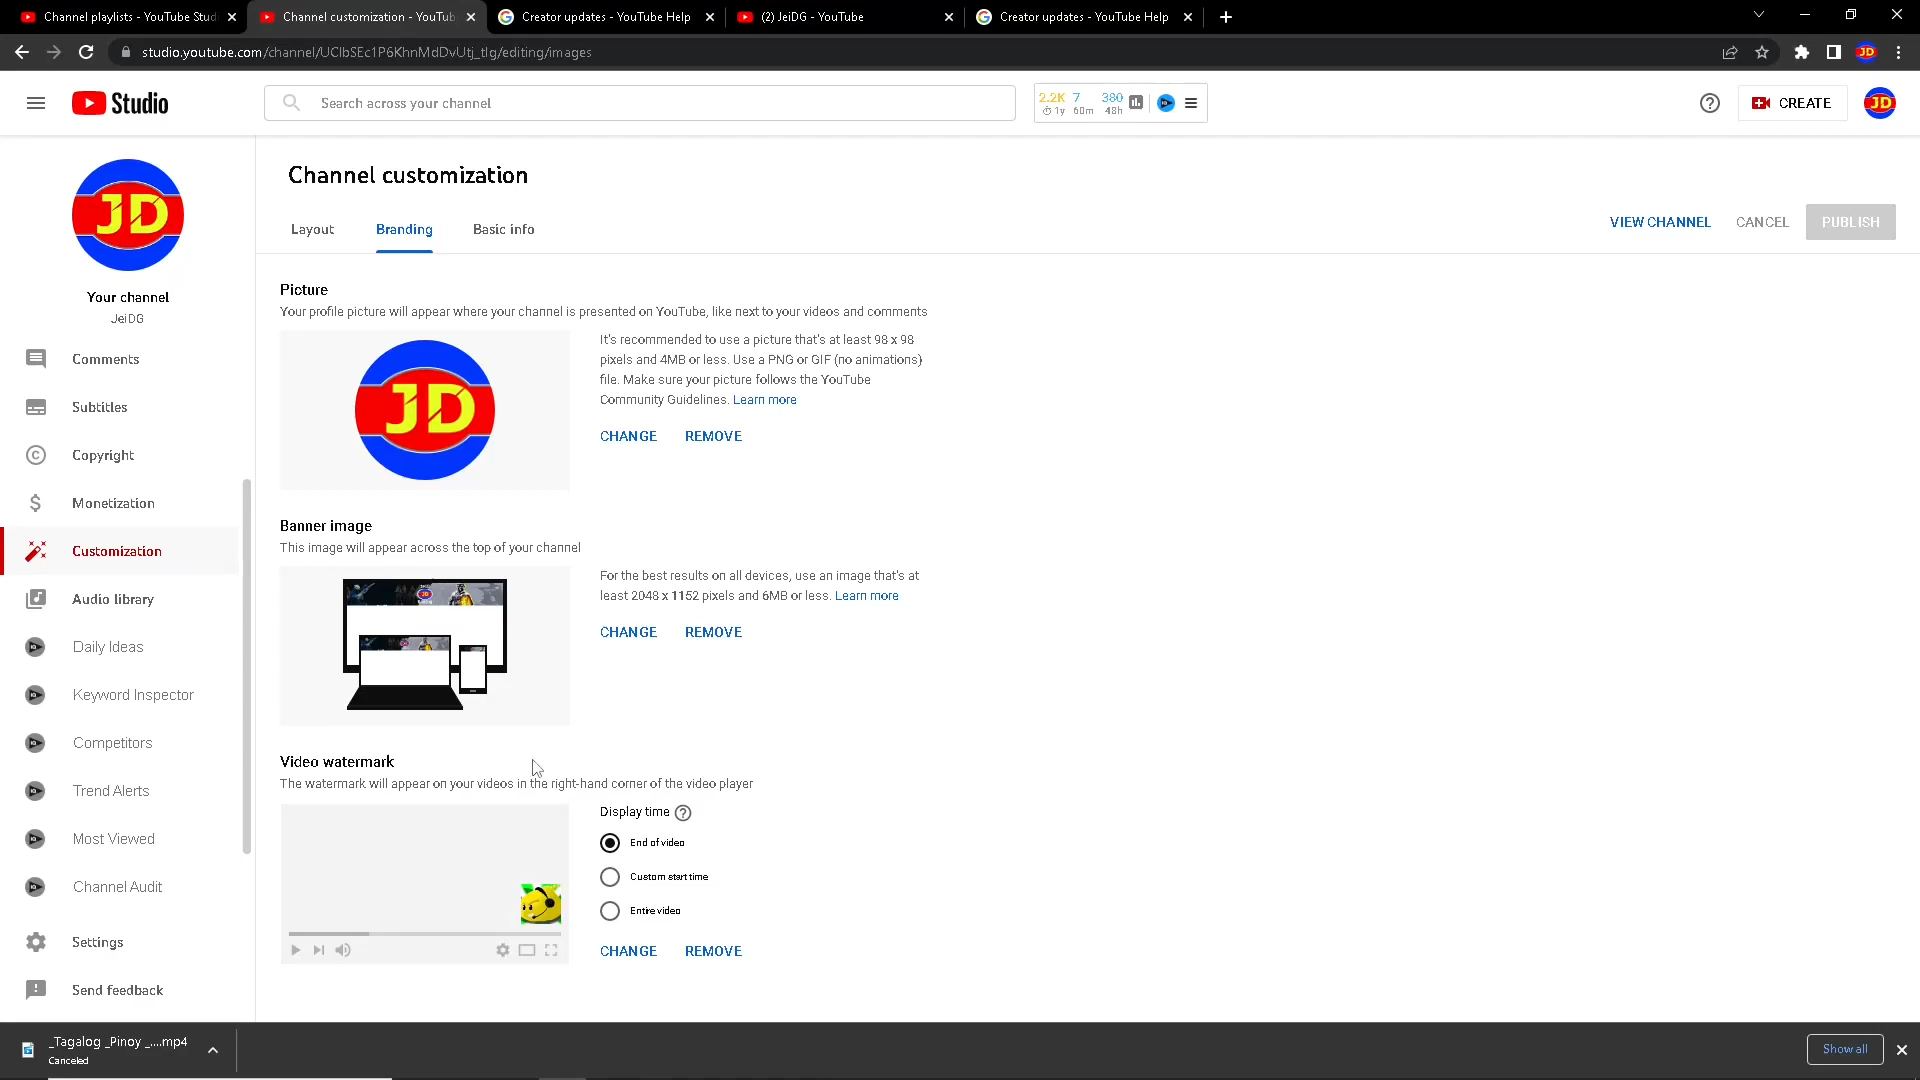 Channel playlists - YouTube Stud
Channel customization - YouTub
Creator updates - YouTube Help
(2) JeiDG - YouTube
Creator updates - YouTube Help
studio.youtube.com/channel/UClbSEc1P6KhnMdDvUtj_tIg/editing/images
JD
Studio
Search across your channel
2.2K 7 380
1y 60m 48h
CREATE
JD
JD
Your channel
JeiDG
Comments
Subtitles
Copyright
Monetization
Customization
Audio library
Daily Ideas
Keyword Inspector
Competitors
Trend Alerts
Most Viewed
Channel Audit
Settings
Send feedback
Channel customization
Layout
Branding
Basic info
VIEW CHANNEL
CANCEL
PUBLISH
Picture
Your profile picture will appear where your channel is presented on YouTube, like next to your videos and comments
JD
It's recommended to use a picture that's at least 98 x 98
pixels and 4MB or less. Use a PNG or GIF (no animations)
file. Make sure your picture follows the YouTube
Community Guidelines. Learn more
CHANGE REMOVE
Banner image
This image will appear across the top of your channel
For the best results on all devices, use an image that's at
least 2048 x 1152 pixels and 6MB or less. Learn more
CHANGE REMOVE
Video watermark
The watermark will appear on your videos in the right-hand corner of the video player
Display time
End of video
Custom start time
Entire video
CHANGE REMOVE
_Tagalog _Pinoy _....mp4
Canceled
Show all